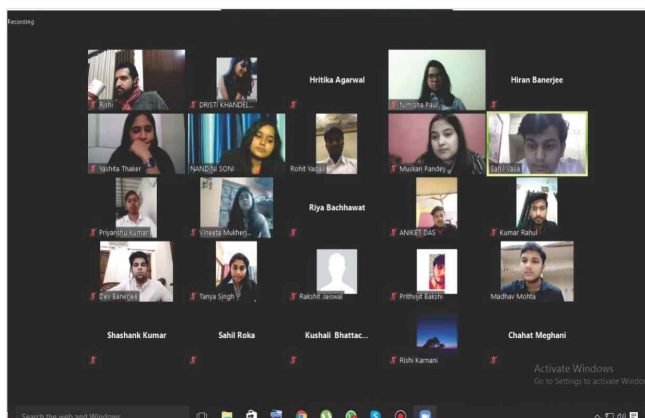 Recording
Rishi
DRISTI KHANDEL...
Hritika Agarwal
Nimisha Paul
Hiran Banerjee
Yashita Thaker
NANDINI SONI
Rohit Yadav
Muskan Pandey
Sahil Vasa
Priyanshu Kumar
Vineeta Mukherj...
Riya Bachhawat
ANIKET DAS
Kumar Rahul
Dev Banerjee
Tanya Singh
Rakshit Jaiswal
Prithvijit Bakshi
Madhav Mohta
Shashank Kumar
Sahil Roka
Kushali Bhattac...
Rishi Karnani
Chahat Meghani
Activate Windows
Go to Settings to activate Windo
Search the web and Windows